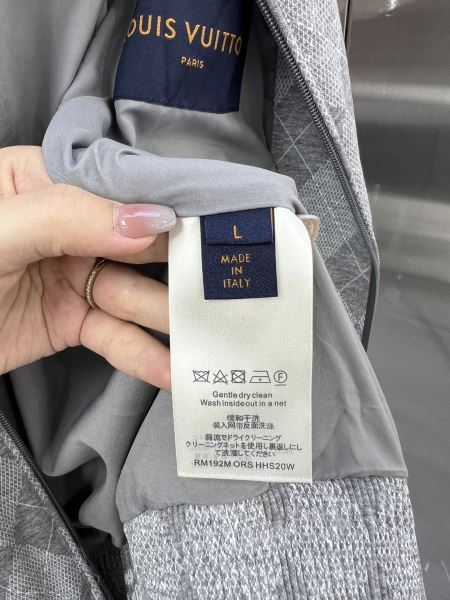 LOUIS VUITTO
PARIS
L
MADE
IN
ITALY
Gentle dry clean
Wash inside out in a net
缓和干洗
装入网带反面洗涤
弱流でドライクリーニング
クリーニングネットを使用し裏返しにし
て洗濯してください
RM192M ORS HHS20W